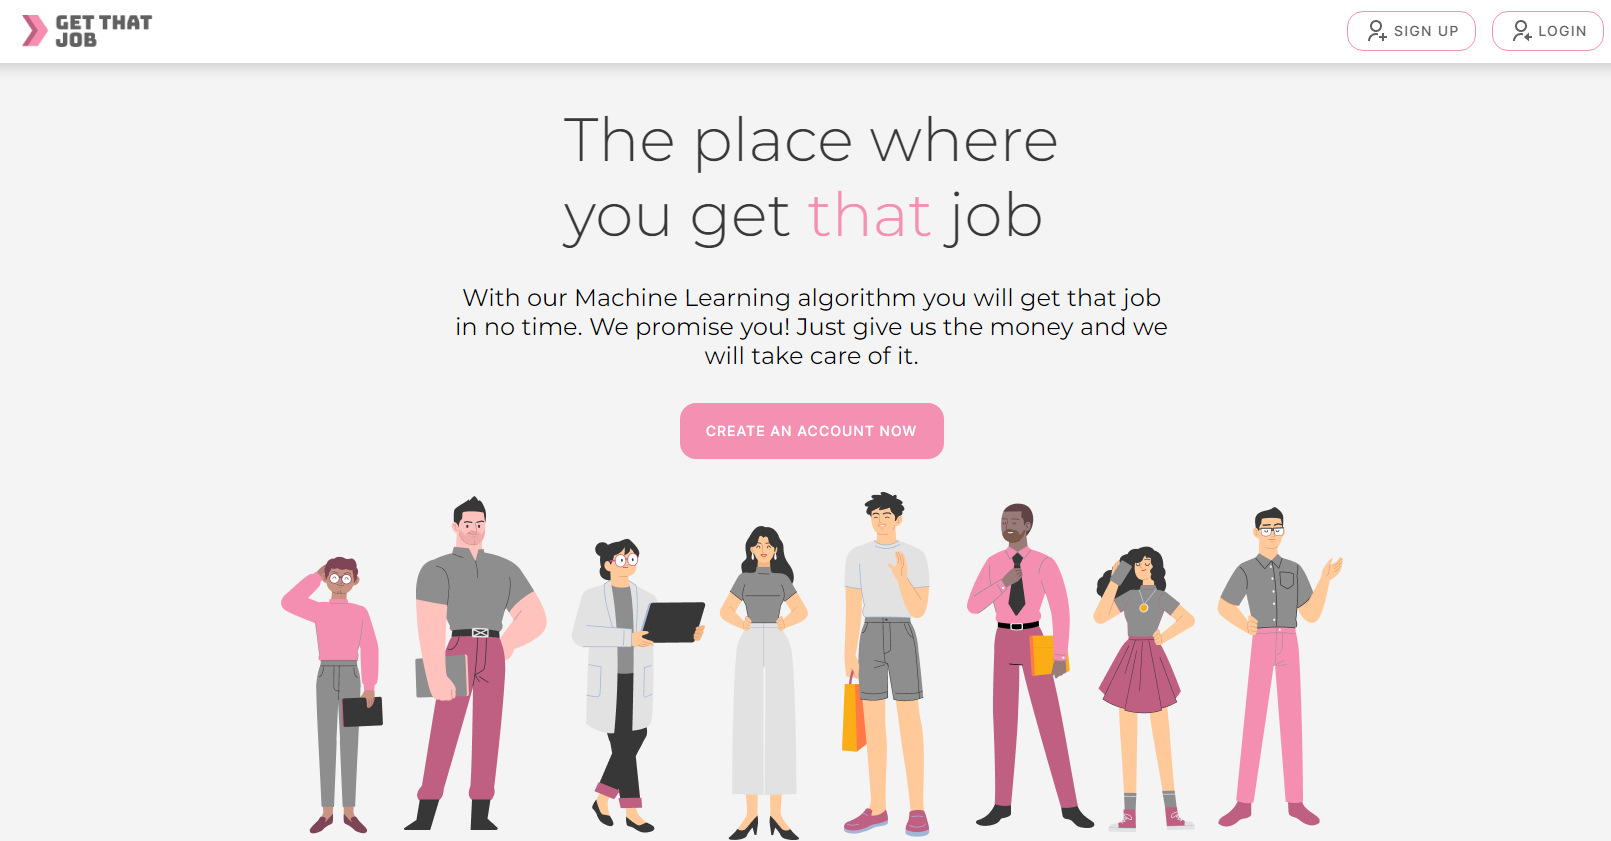 GET THAT
JOB
SIGN UP
LOGIN
The place where
you get that job
With our Machine Learning algorithm you will get that job
in no time. We promise you! Just give us the money and we
will take care of it.
CREATE AN ACCOUNT NOW